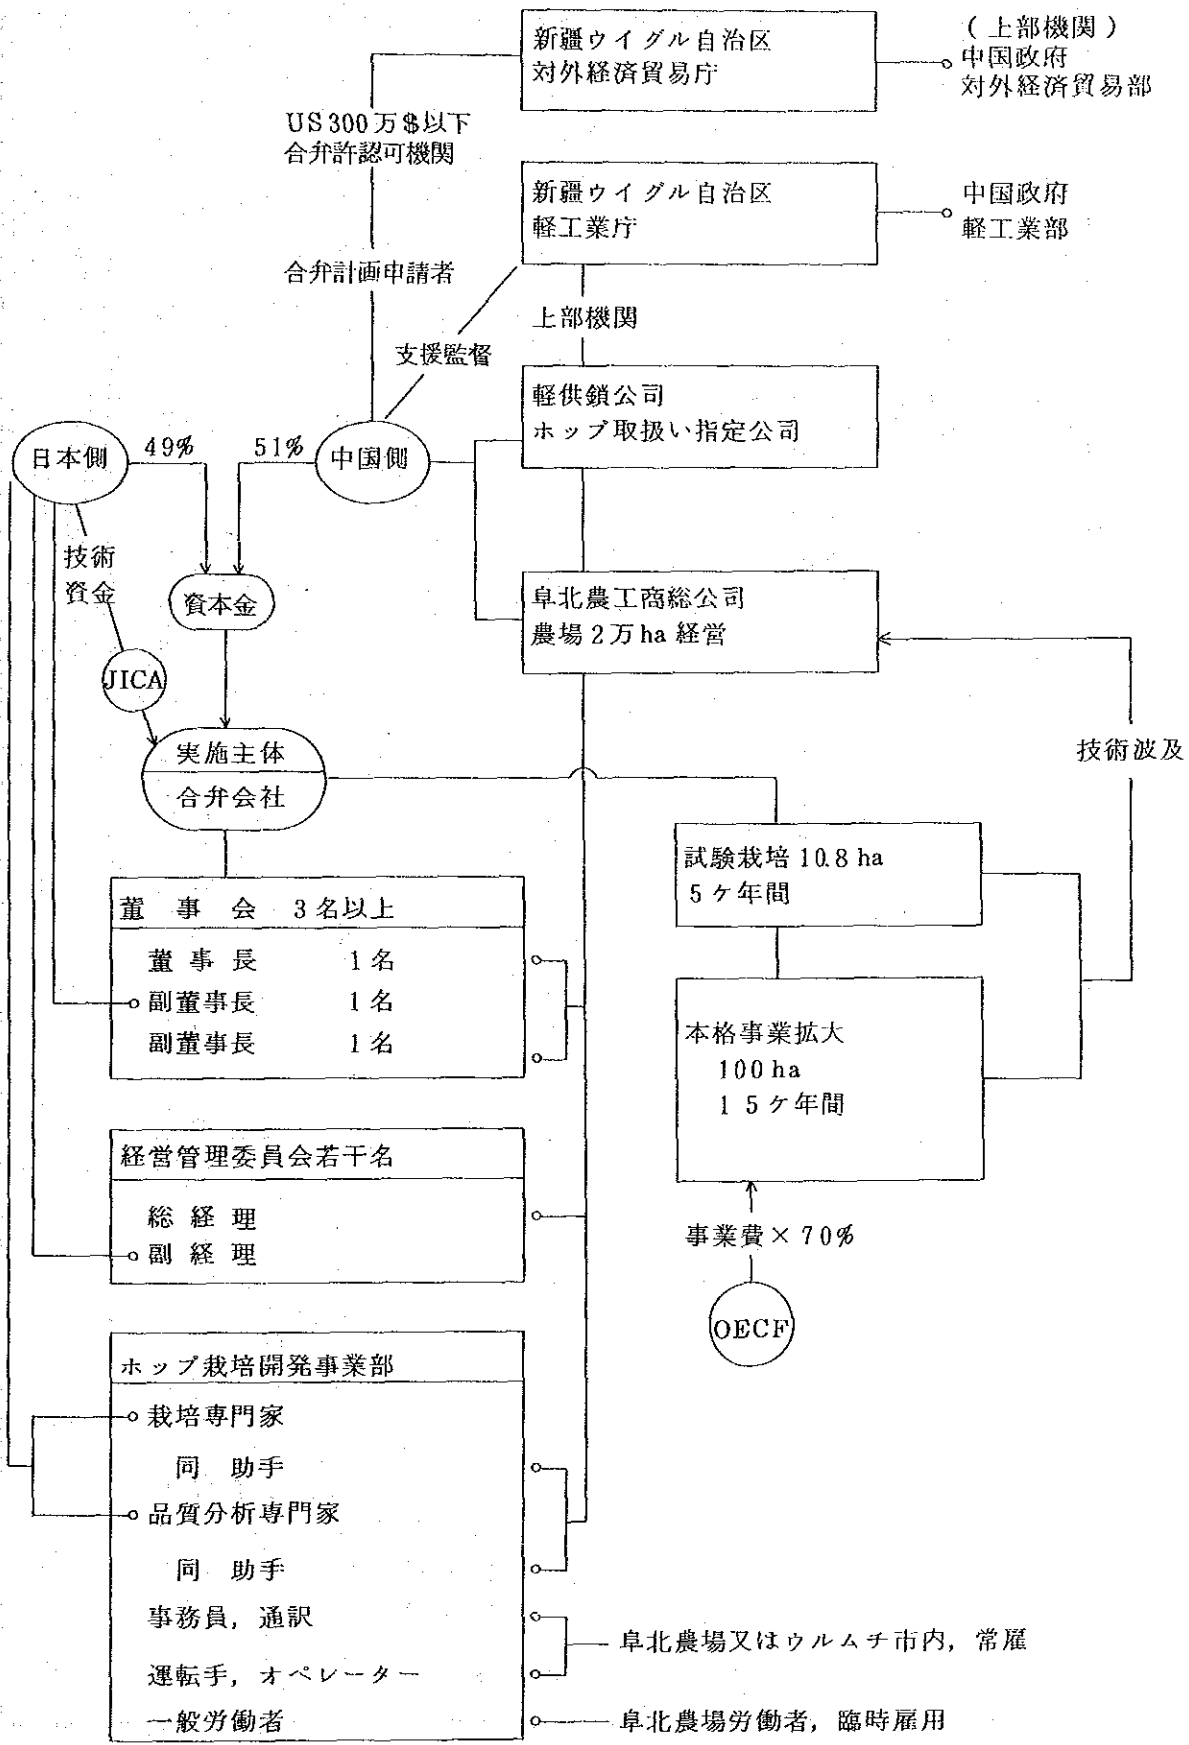 新疆ウイグル自治区
対外経済貿易庁
(上部機関)
中国政府
対外経済貿易部
US300万$以下
合弁許認可機関
新疆ウイグル自治区
軽工業庁
中国政府
軽工業部
合弁計画申請者
上部機関
支援監督
軽供鎖公司
ホップ取扱い指定公司
日本側
49%
51%
中国側
技術
資金
資本金
阜北農工商総公司
農場2万ha経営
JICA
実施主体
合弁会社
技術波及
試験栽培10.8ha
5ケ年間
董事会 3名以上
董事長 1名
副董事長 1名
副董事長 1名
本格事業拡大
100ha
15ケ年間
経営管理委員会若干名
総経理
副経理
事業費×70%
OECF
ホップ栽培開発事業部
栽培専門家
同 助手
品質分析専門家
同 助手
事務員,通訳
阜北農場又はウルムチ市内,常雇
運転手,オペレーター
一般労働者
阜北農場労働者,臨時雇用